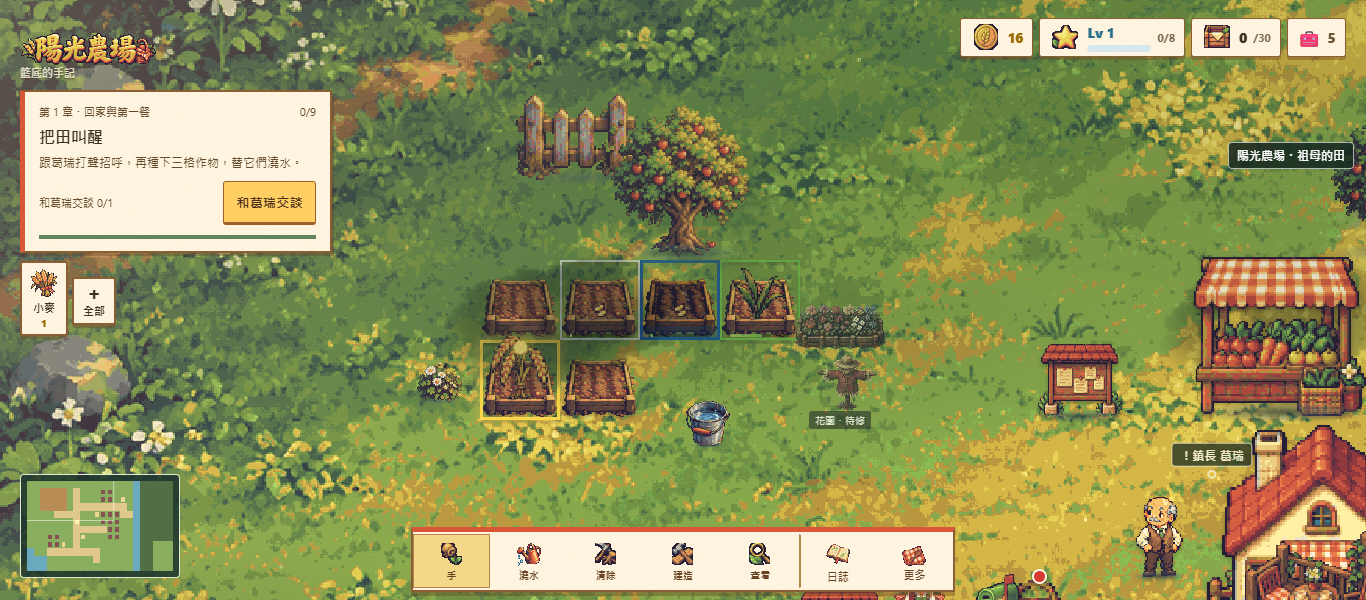 陽光農場
籃底的手記
第 1 章 · 回家與第一餐
0/9
把田叫醒
跟葛瑞打聲招呼，再種下三格作物，替它們澆水。
和葛瑞交談 0/1
和葛瑞交談
小麥
1
+
全部
16
Lv 1
0/8
0 /30
5
陽光農場 · 祖母的田
花圃 · 待修
! 鎮長 葛瑞
手
澆水
清除
建造
查看
日誌
更多